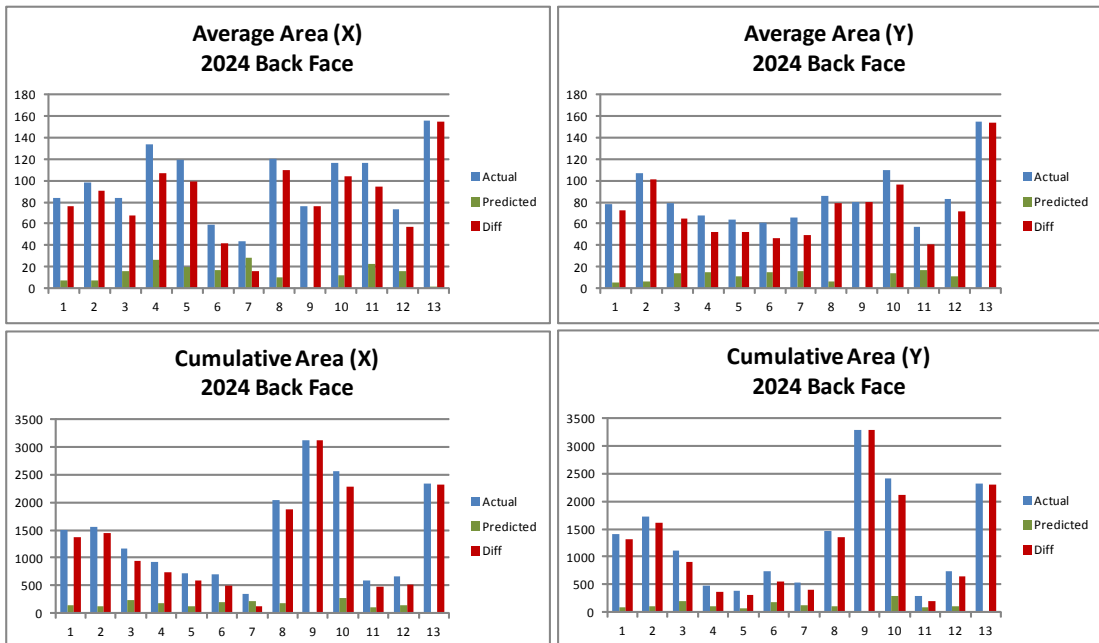 Average Area (X)
2024 Back Face
180
160
140
120
100
80
60
40
20
0
1 2 3 4 5 6 7 8 9 10 11 12 13
Actual
Predicted
Diff
Average Area (Y)
2024 Back Face
180
160
140
120
100
80
60
40
20
0
1 2 3 4 5 6 7 8 9 10 11 12 13
Actual
Predicted
Diff
Cumulative Area (X)
2024 Back Face
3500
3000
2500
2000
1500
1000
500
0
1 2 3 4 5 6 7 8 9 10 11 12 13
Actual
Predicted
Diff
Cumulative Area (Y)
2024 Back Face
3500
3000
2500
2000
1500
1000
500
0
1 2 3 4 5 6 7 8 9 10 11 12 13
Actual
Predicted
Diff